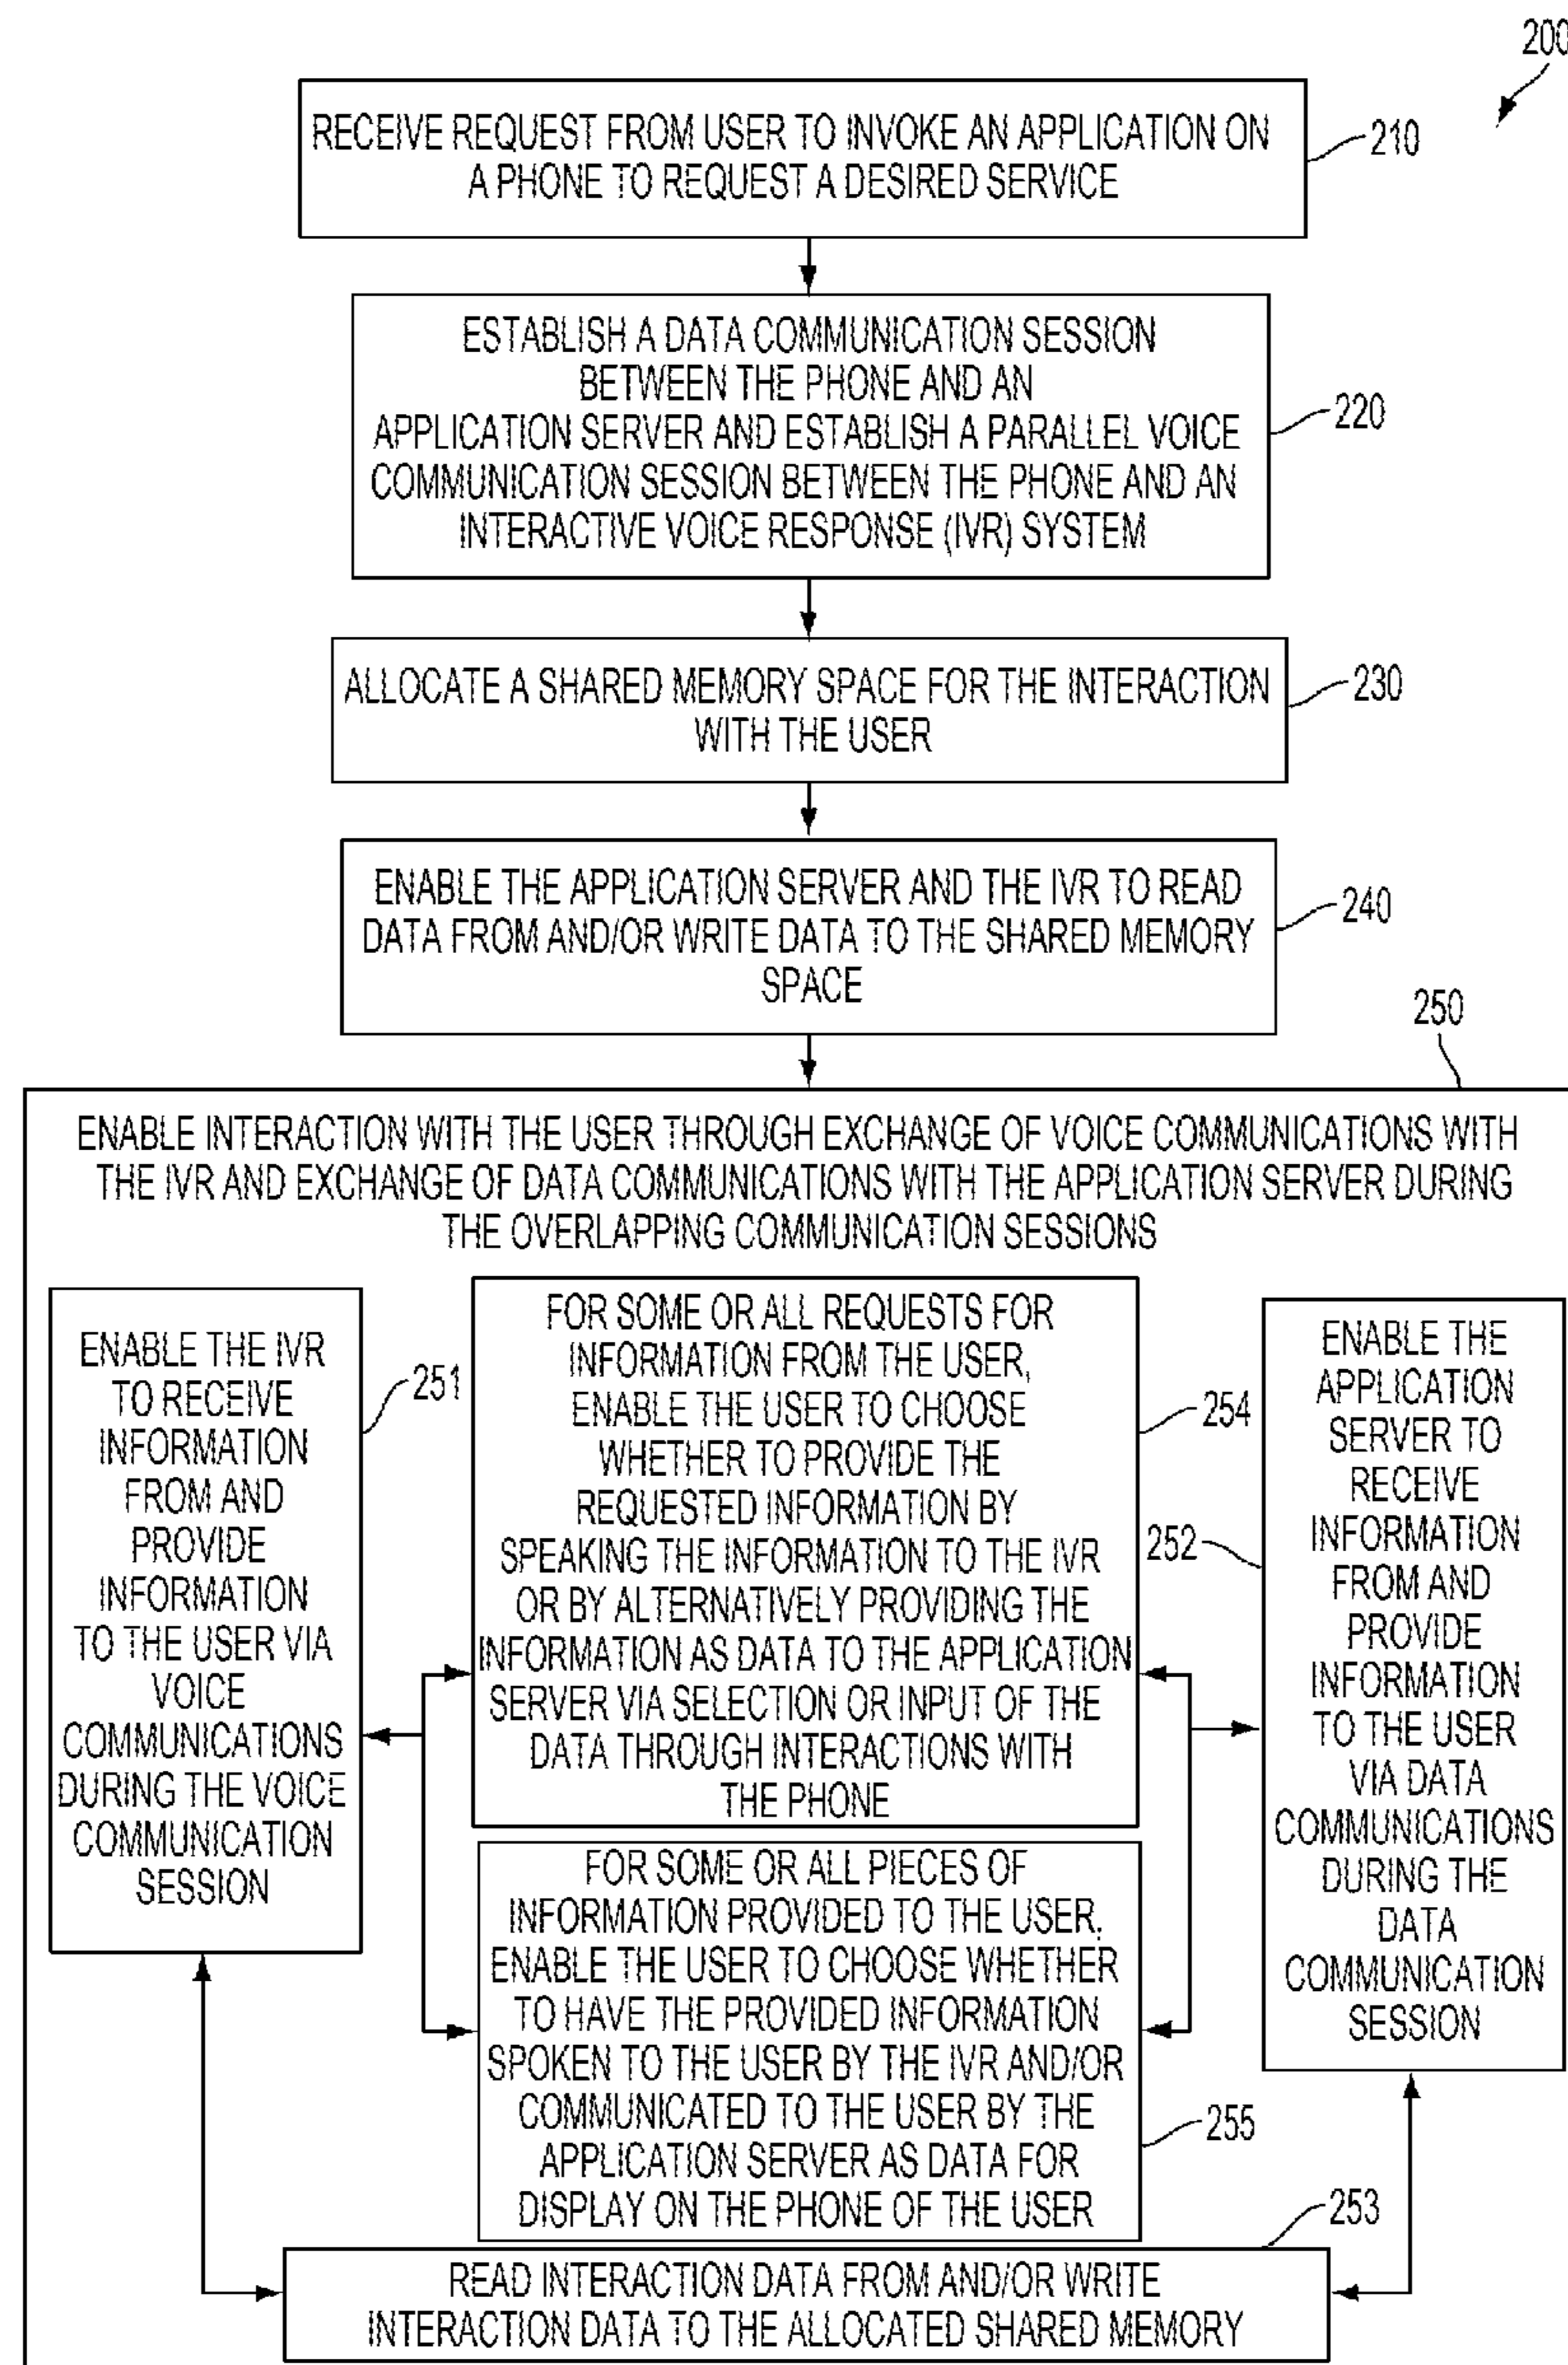 200
RECEIVE REQUEST FROM USER TO INVOKE AN APPLICATION ON
A PHONE TO REQUEST A DESIRED SERVICE
210
ESTABLISH A DATA COMMUNICATION SESSION
BETWEEN THE PHONE AND AN
APPLICATION SERVER AND ESTABLISH A PARALLEL VOICE
COMMUNICATION SESSION BETWEEN THE PHONE AND AN
INTERACTIVE VOICE RESPONSE (IVR) SYSTEM
220
ALLOCATE A SHARED MEMORY SPACE FOR THE INTERACTION
WITH THE USER
230
ENABLE THE APPLICATION SERVER AND THE IVR TO READ
DATA FROM AND/OR WRITE DATA TO THE SHARED MEMORY
SPACE
240
250
ENABLE INTERACTION WITH THE USER THROUGH EXCHANGE OF VOICE COMMUNICATIONS WITH
THE IVR AND EXCHANGE OF DATA COMMUNICATIONS WITH THE APPLICATION SERVER DURING
THE OVERLAPPING COMMUNICATION SESSIONS
ENABLE THE IVR
TO RECEIVE
INFORMATION
FROM AND
PROVIDE
INFORMATION
TO THE USER VIA
VOICE
COMMUNICATIONS
DURING THE VOICE
COMMUNICATION
SESSION
251
FOR SOME OR ALL REQUESTS FOR
INFORMATION FROM THE USER,
ENABLE THE USER TO CHOOSE
WHETHER TO PROVIDE THE
REQUESTED INFORMATION BY
SPEAKING THE INFORMATION TO THE IVR
OR BY ALTERNATIVELY PROVIDING THE
INFORMATION AS DATA TO THE APPLICATION
SERVER VIA SELECTION OR INPUT OF THE
DATA THROUGH INTERACTIONS WITH
THE PHONE
254
252
ENABLE THE
APPLICATION
SERVER TO
RECEIVE
INFORMATION
FROM AND
PROVIDE
INFORMATION
TO THE USER
VIA DATA
COMMUNICATIONS
DURING THE
DATA
COMMUNICATION
SESSION
FOR SOME OR ALL PIECES OF
INFORMATION PROVIDED TO THE USER,
ENABLE THE USER TO CHOOSE WHETHER
TO HAVE THE PROVIDED INFORMATION
SPOKEN TO THE USER BY THE IVR AND/OR
COMMUNICATED TO THE USER BY THE
APPLICATION SERVER AS DATA FOR
DISPLAY ON THE PHONE OF THE USER
255
253
READ INTERACTION DATA FROM AND/OR WRITE
INTERACTION DATA TO THE ALLOCATED SHARED MEMORY